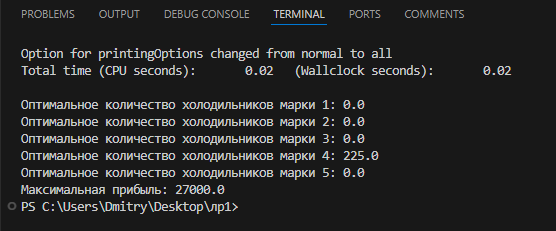 PROBLEMS OUTPUT DEBUG CONSOLE TERMINAL PORTS COMMENTS
Option for printingOptions changed from normal to all
Total time (CPU seconds): 0.02 (Wallclock seconds): 0.02
Оптимальное количество холодильников марки 1: 0.0
Оптимальное количество холодильников марки 2: 0.0
Оптимальное количество холодильников марки 3: 0.0
Оптимальное количество холодильников марки 4: 225.0
Оптимальное количество холодильников марки 5: 0.0
Максимальная прибыль: 27000.0
PS C:\Users\Dmitry\Desktop\лр1>